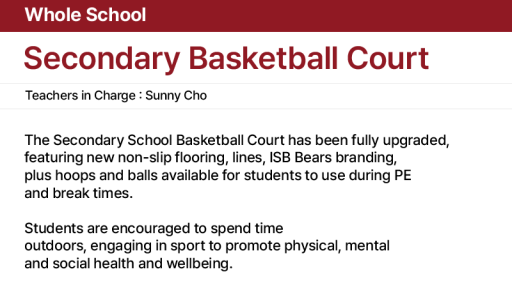 Whole School
Secondary Basketball Court
Teachers in Charge : Sunny Cho
The Secondary School Basketball Court has been fully upgraded,
featuring new non-slip flooring, lines, ISB Bears branding,
plus hoops and balls available for students to use during PE
and break times.
Students are encouraged to spend time
outdoors, engaging in sport to promote physical, mental
and social health and wellbeing.